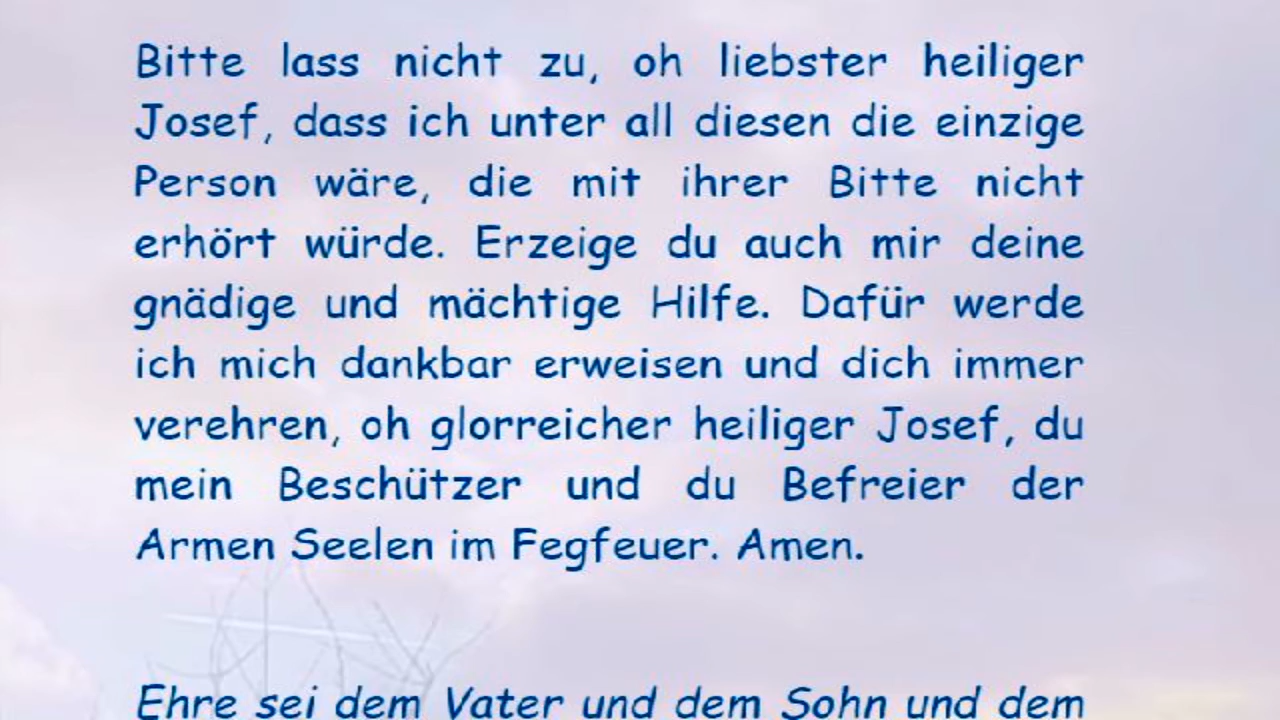 Bitte lass nicht zu, oh liebster heiliger
Josef, dass ich unter all diesen die einzige
Person wäre, die mit ihrer Bitte nicht
erhört würde. Erzeige du auch mir deine
gnädige und mächtige Hilfe. Dafür werde
ich mich dankbar erweisen und dich immer
verehren, oh glorreicher heiliger Josef, du
mein Beschützer und du Befreier der
Armen Seelen im Fegfeuer. Amen.
Ehre sei dem Vater und dem Sohn und dem